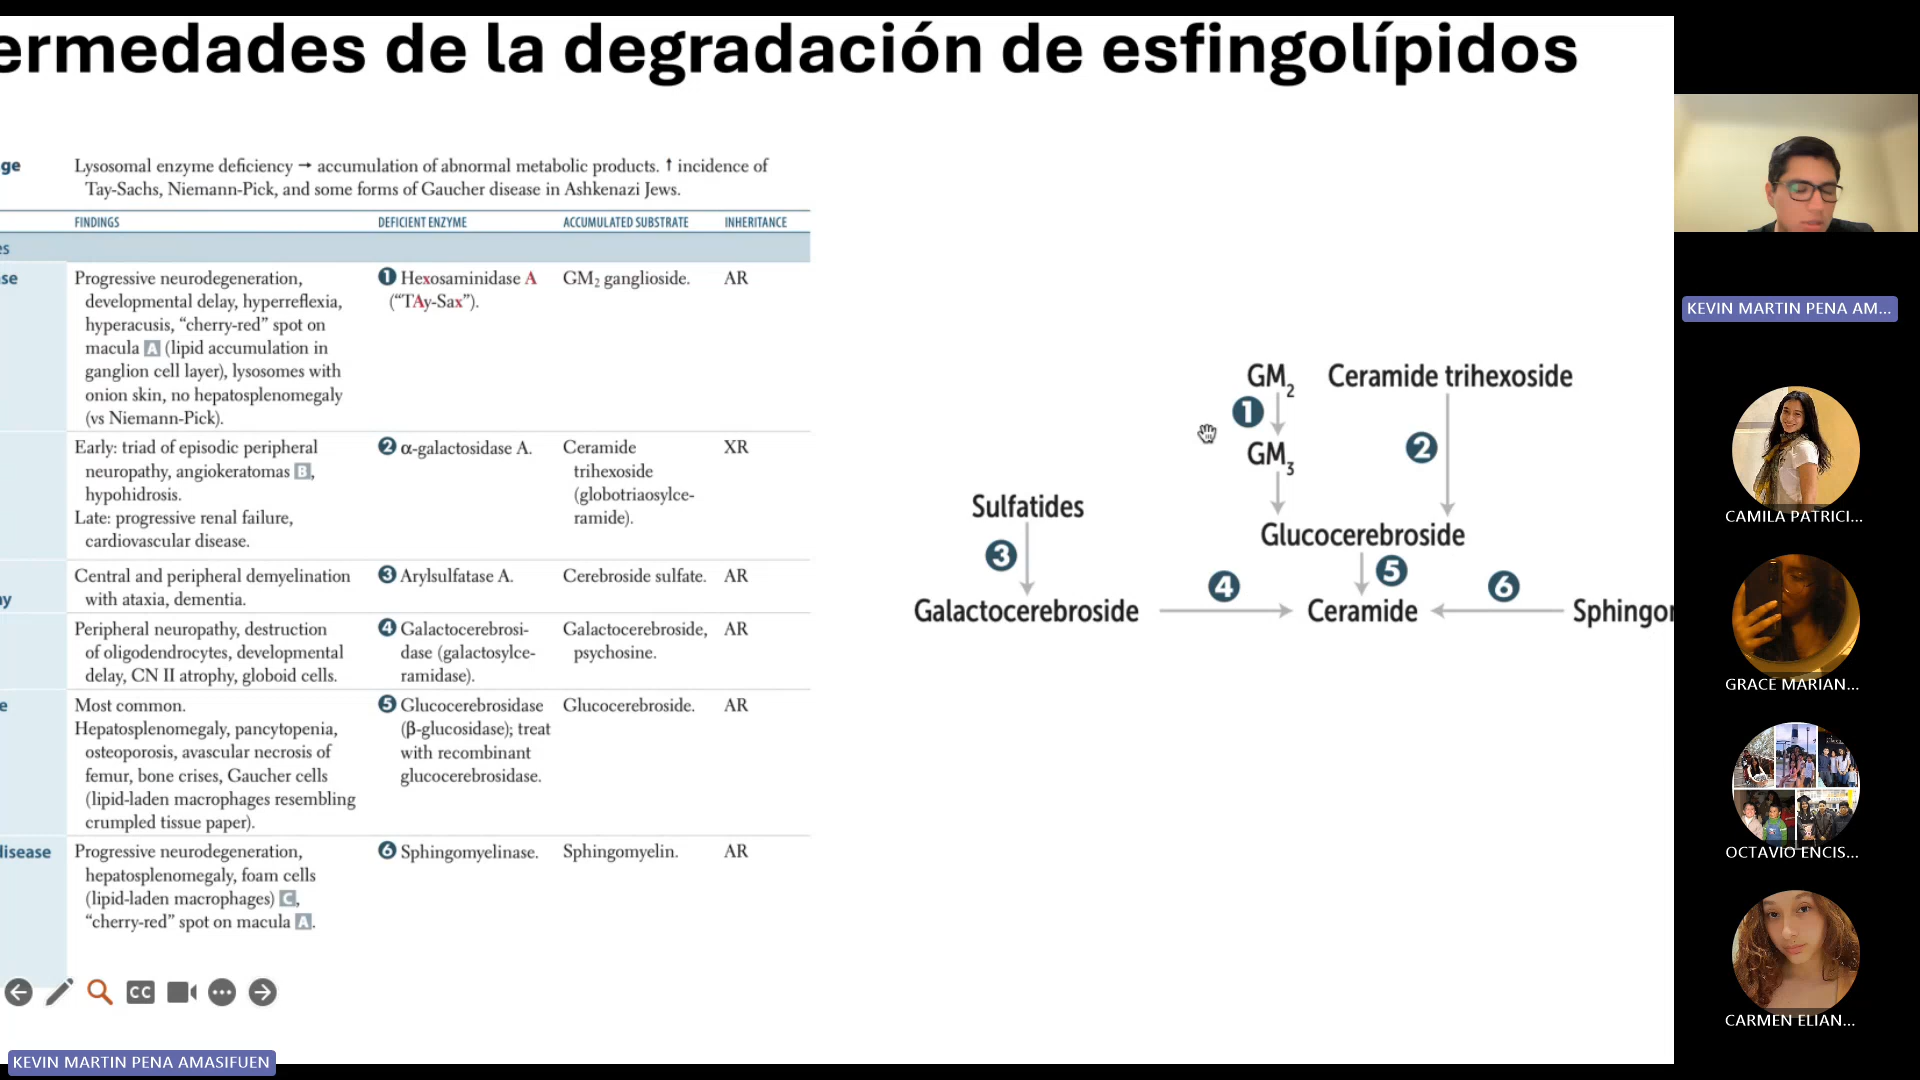 ermedades de la degradación de esfingolípidos
ge
Lysosomal enzyme deficiency → accumulation of abnormal metabolic products. ↑ incidence of
Tay-Sachs, Niemann-Pick, and some forms of Gaucher disease in Ashkenazi Jews.
FINDINGS
DEFICIENT ENZYME
ACCUMULATED SUBSTRATE
INHERITANCE
es
se
Progressive neurodegeneration,
developmental delay, hyperreflexia,
hyperacusis, “cherry-red” spot on
macula A (lipid accumulation in
ganglion cell layer), lysosomes with
onion skin, no hepatosplenomegaly
(vs Niemann-Pick).
1 Hexosaminidase A
(“TAy-Sax”).
GM2 ganglioside.
AR
Early: triad of episodic peripheral
neuropathy, angiokeratomas B,
hypohidrosis.
Late: progressive renal failure,
cardiovascular disease.
2 α-galactosidase A.
Ceramide
trihexoside
(globotriaosylce-
ramide).
XR
y
Central and peripheral demyelination
with ataxia, dementia.
3 Arylsulfatase A.
Cerebroside sulfate.
AR
Peripheral neuropathy, destruction
of oligodendrocytes, developmental
delay, CN II atrophy, globoid cells.
4 Galactocerebrosi-
dase (galactosylce-
ramidase).
Galactocerebroside,
psychosine.
AR
e
Most common.
Hepatosplenomegaly, pancytopenia,
osteoporosis, avascular necrosis of
femur, bone crises, Gaucher cells
(lipid-laden macrophages resembling
crumpled tissue paper).
5 Glucocerebrosidase
(β-glucosidase); treat
with recombinant
glucocerebrosidase.
Glucocerebroside.
AR
disease
Progressive neurodegeneration,
hepatosplenomegaly, foam cells
(lipid-laden macrophages) C,
“cherry-red” spot on macula A.
6 Sphingomyelinase.
Sphingomyelin.
AR
GM2
Ceramide trihexoside
1
2
GM3
Sulfatides
3
Glucocerebroside
4
5
6
Galactocerebroside
Ceramide
Sphingo
CC
KEVIN MARTIN PENA AMASIFUEN
KEVIN MARTIN PENA AM...
CAMILA PATRICI...
GRACE MARIAN...
OCTAVIO ENCIS...
CARMEN ELIAN...